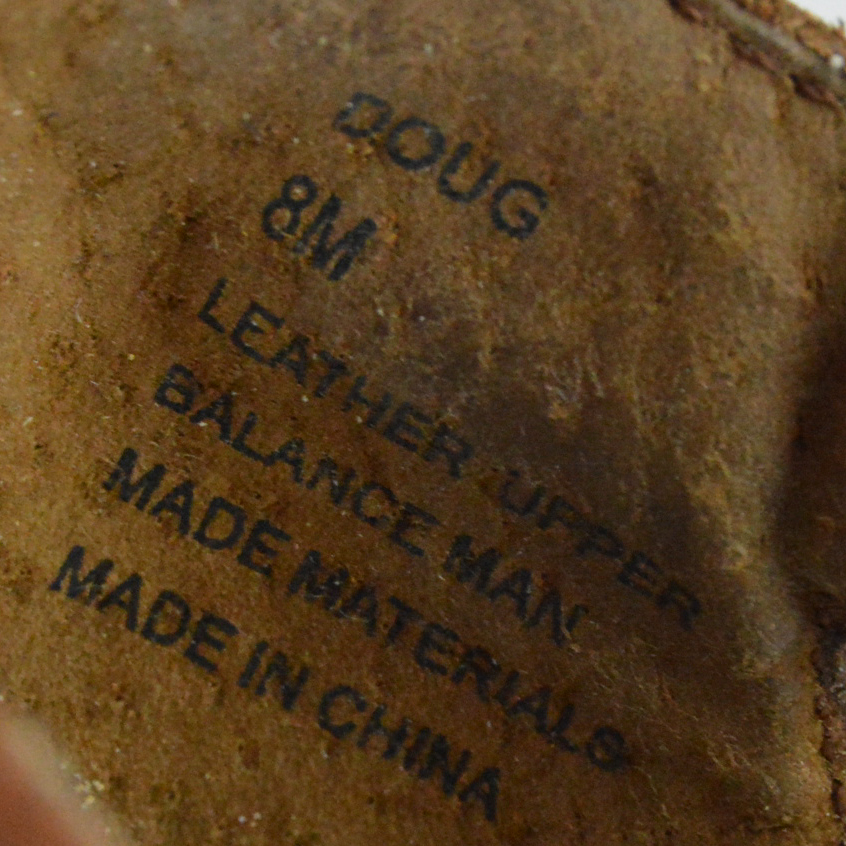 DOUG
8M
LEATHER UPPER
BALANCE MAN
MADE MATERIALS
MADE IN CHINA